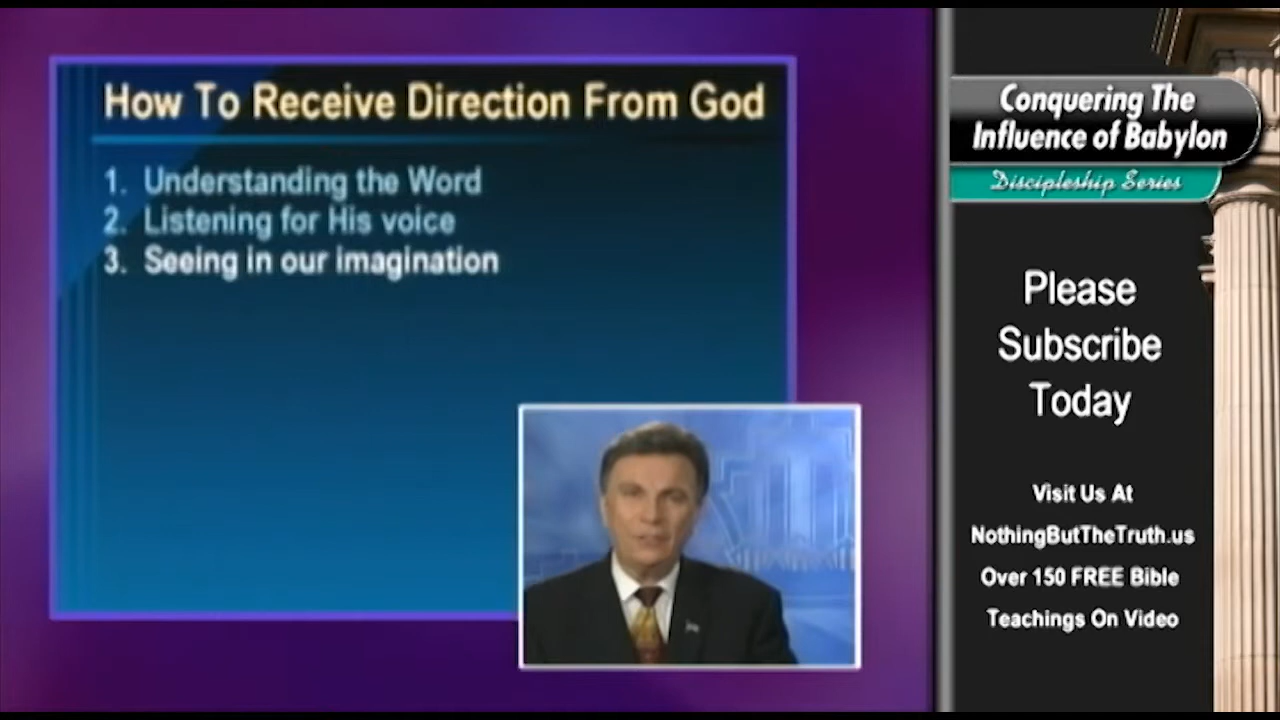 How To Receive Direction From God
1. Understanding the Word
2. Listening for His voice
3. Seeing in our imagination
Conquering The
Influence of Babylon
Discipleship Series
Please
Subscribe
Today
Visit Us At
NothingButTheTruth.us
Over 150 FREE Bible
Teachings On Video